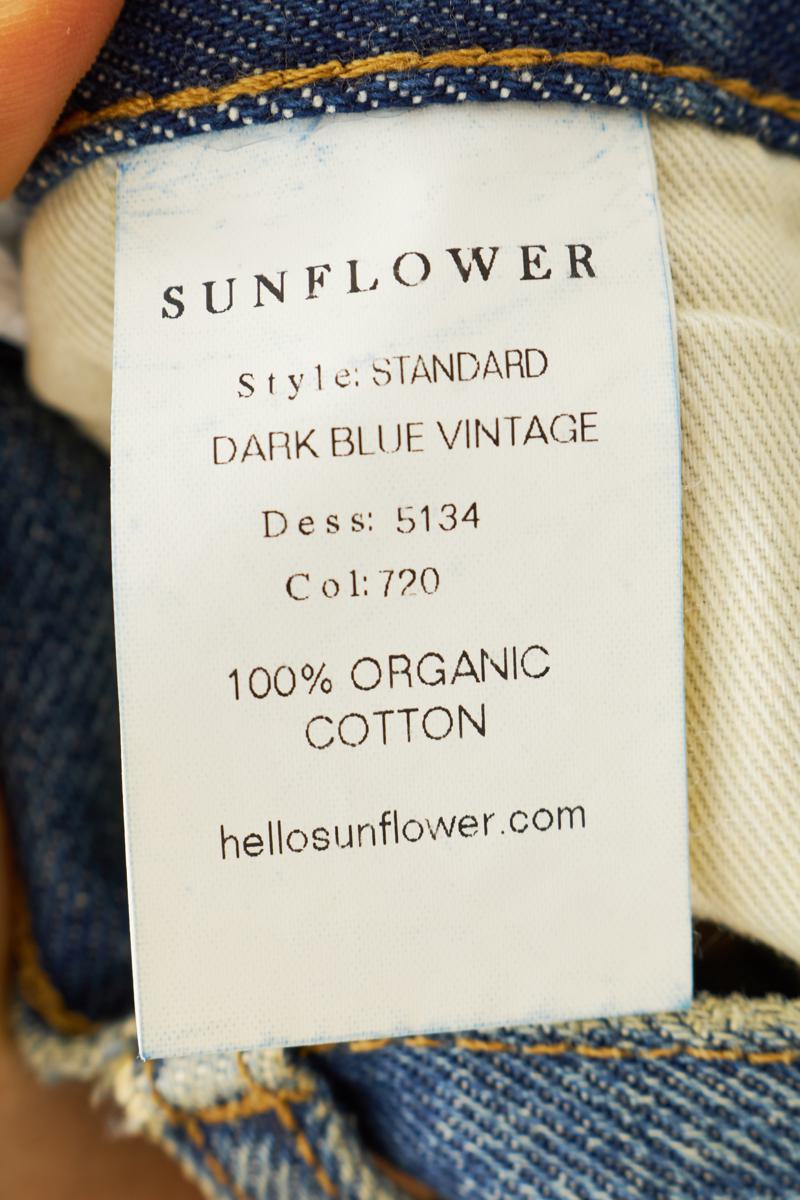 SUNFLOWER
Style: STANDARD
DARK BLUE VINTAGE
Dess: 5134
Col: 720
100% ORGANIC
COTTON
hellosunflower.com